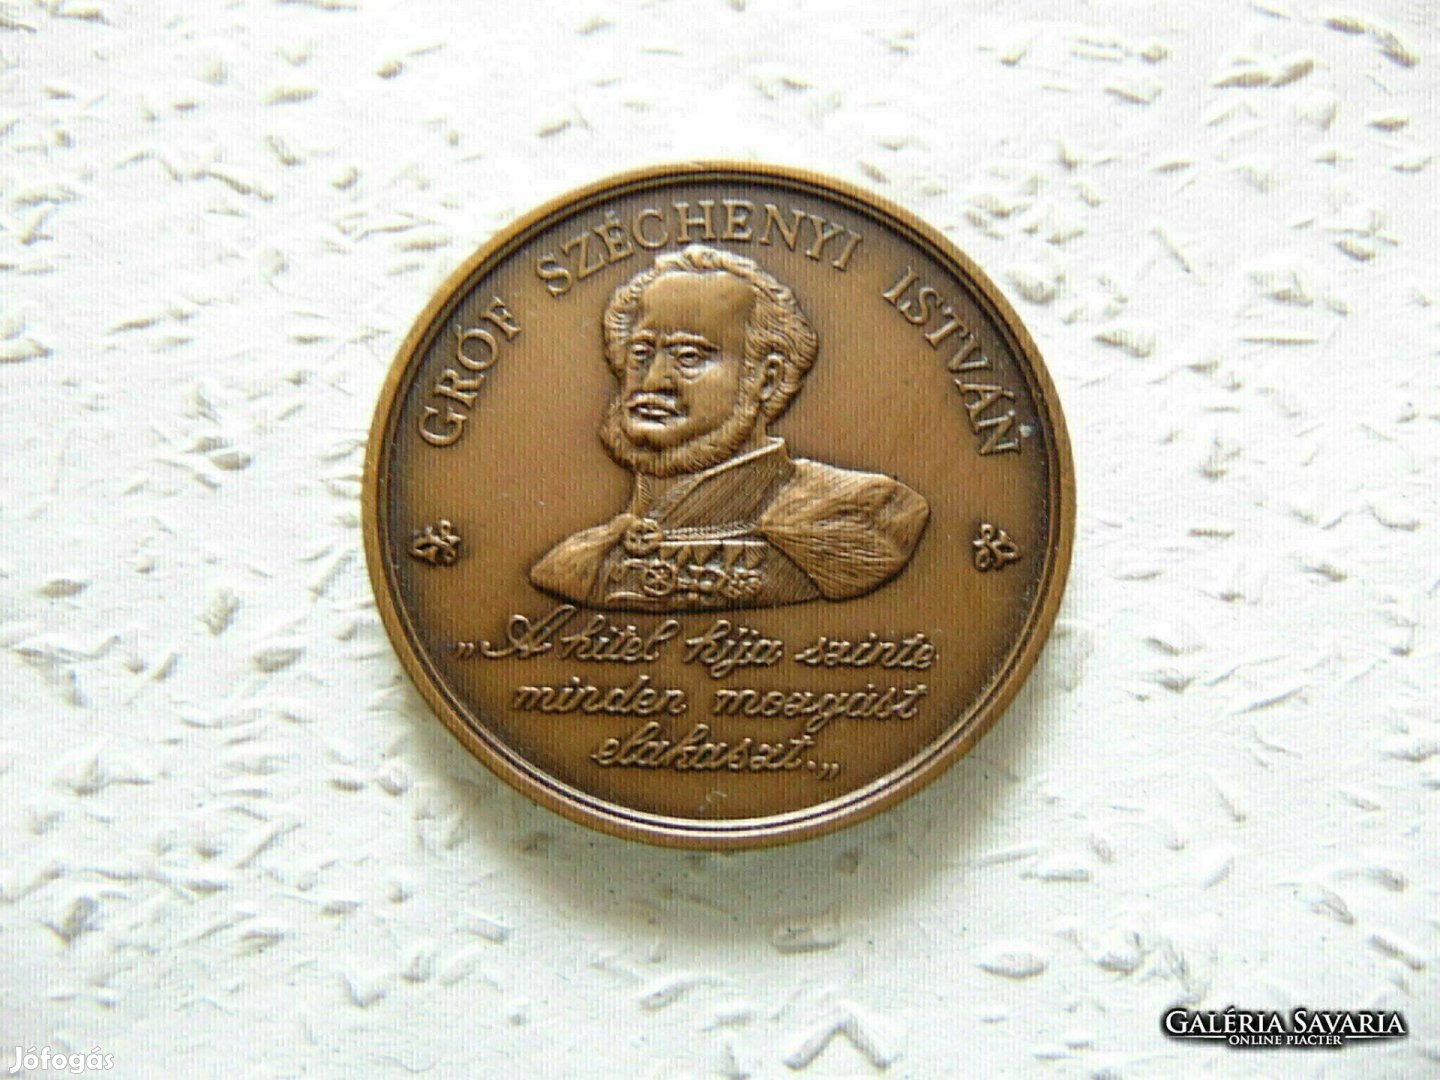 GRÓF SZÉCHENYI ISTVÁN
„A hitel híja szinte
minden mozgást
elakaszt.„
Jófogás
GALÉRIA SAVARIA
ONLINE PIACTÉR